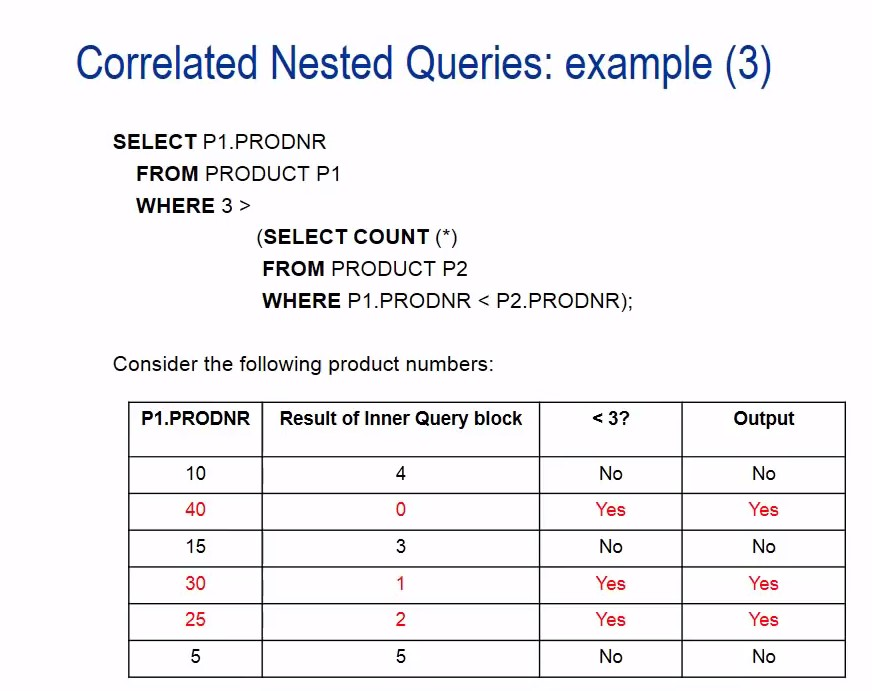 Correlated Nested Queries: example (3)
SELECT P1.PRODNR
FROM PRODUCT P1
WHERE 3 >
(SELECT COUNT (*)
FROM PRODUCT P2
WHERE P1.PRODNR < P2.PRODNR);
Consider the following product numbers:
P1.PRODNR Result of Inner Query block < 3? Output
10 4 No No
40 0 Yes Yes
15 3 No No
30 1 Yes Yes
25 2 Yes Yes
5 5 No No